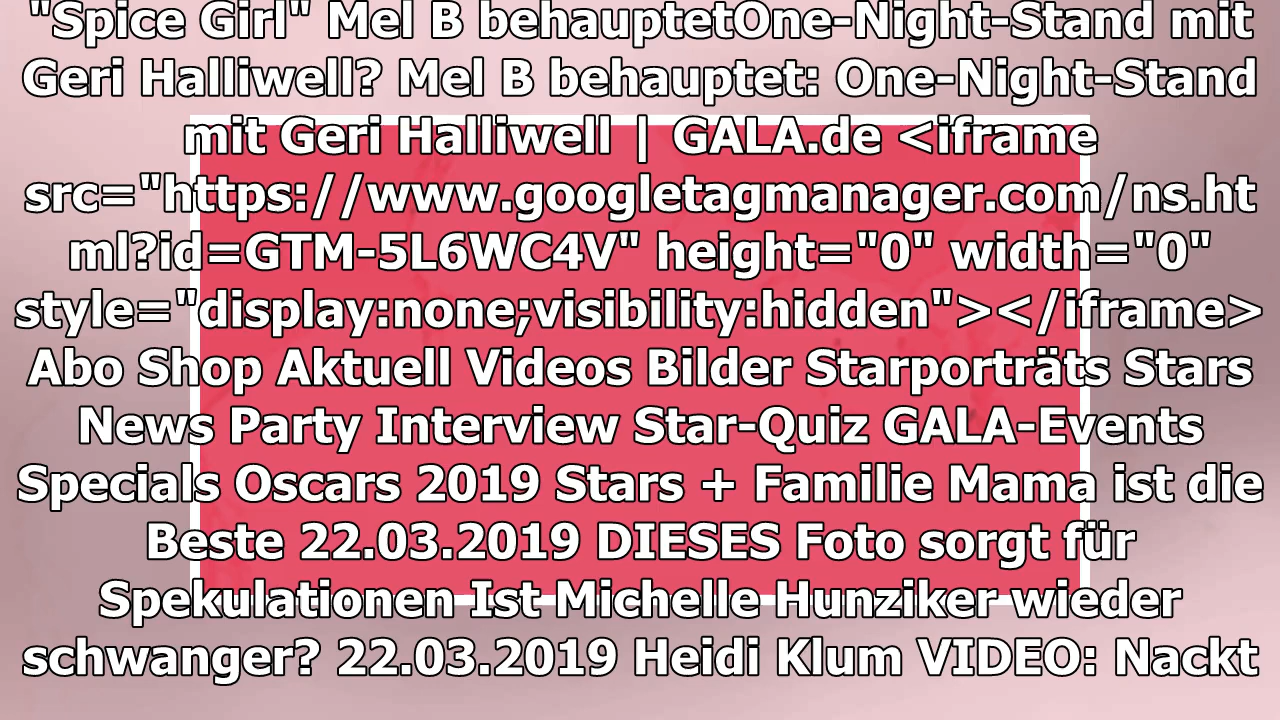 "Spice Girl" Mel B behauptetOne-Night-Stand mit
Geri Halliwell? Mel B behauptet: One-Night-Stand
mit Geri Halliwell | GALA.de <iframe
src="https://www.googletagmanager.com/ns.ht
ml?id=GTM-5L6WC4V" height="0" width="0"
style="display:none;visibility:hidden"></iframe>
Abo Shop Aktuell Videos Bilder Starporträts Stars
News Party Interview Star-Quiz GALA-Events
Specials Oscars 2019 Stars + Familie Mama ist die
Beste 22.03.2019 DIESES Foto sorgt für
Spekulationen Ist Michelle Hunziker wieder
schwanger? 22.03.2019 Heidi Klum VIDEO: Nackt